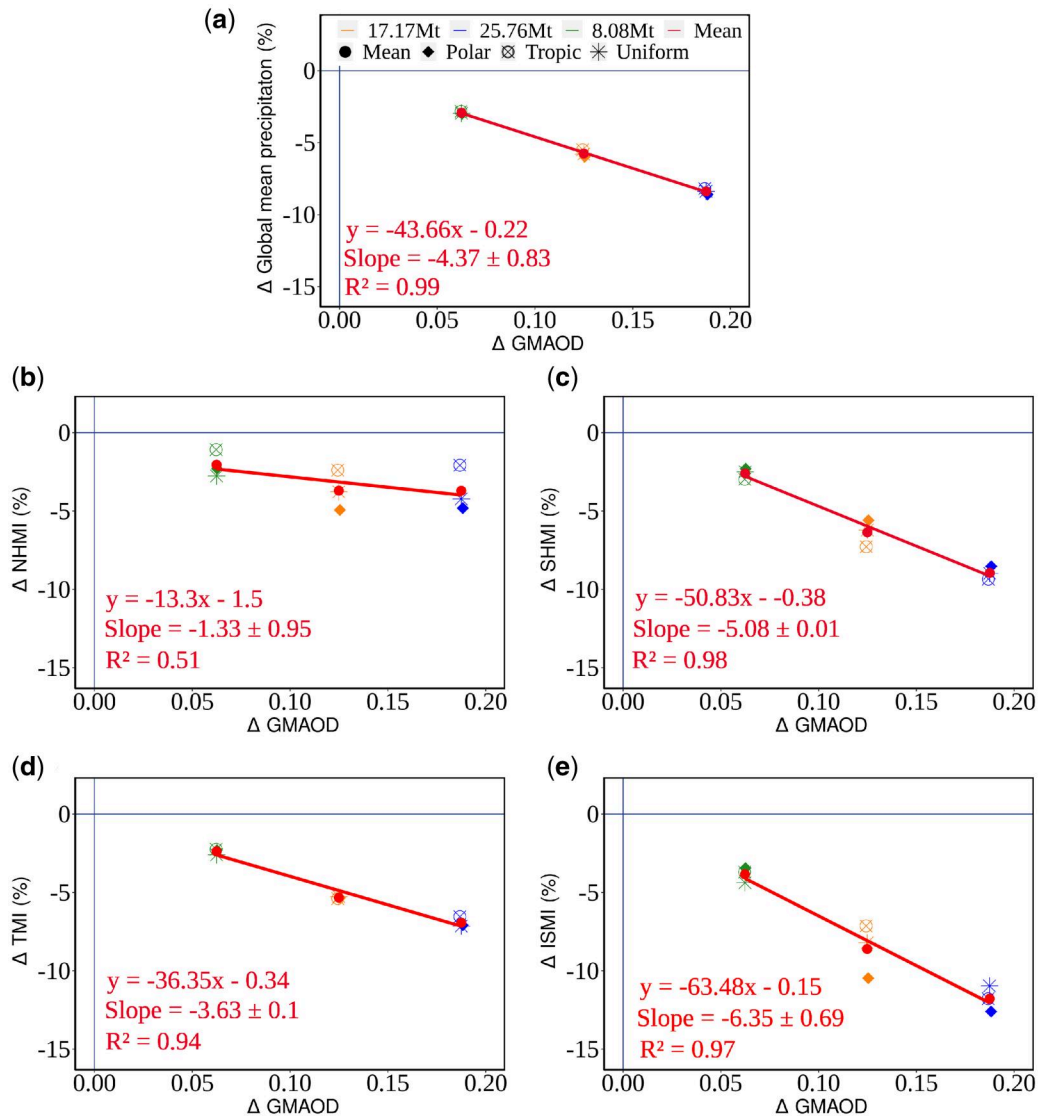 (a)
17.17Mt 25.76Mt 8.08Mt Mean
Mean Polar Tropic Uniform
Δ Global mean precipitaton (%)
0
-5
-10
-15
y = -43.66x - 0.22
Slope = -4.37 ± 0.83
R² = 0.99
0.00 0.05 0.10 0.15 0.20
Δ GMAOD
(b)
Δ NHMI (%)
0
-5
-10
-15
y = -13.3x - 1.5
Slope = -1.33 ± 0.95
R² = 0.51
0.00 0.05 0.10 0.15 0.20
Δ GMAOD
(c)
Δ SHMI (%)
0
-5
-10
-15
y = -50.83x - -0.38
Slope = -5.08 ± 0.01
R² = 0.98
0.00 0.05 0.10 0.15 0.20
Δ GMAOD
(d)
Δ TMI (%)
0
-5
-10
-15
y = -36.35x - 0.34
Slope = -3.63 ± 0.1
R² = 0.94
0.00 0.05 0.10 0.15 0.20
Δ GMAOD
(e)
Δ ISMI (%)
0
-5
-10
-15
y = -63.48x - 0.15
Slope = -6.35 ± 0.69
R² = 0.97
0.00 0.05 0.10 0.15 0.20
Δ GMAOD